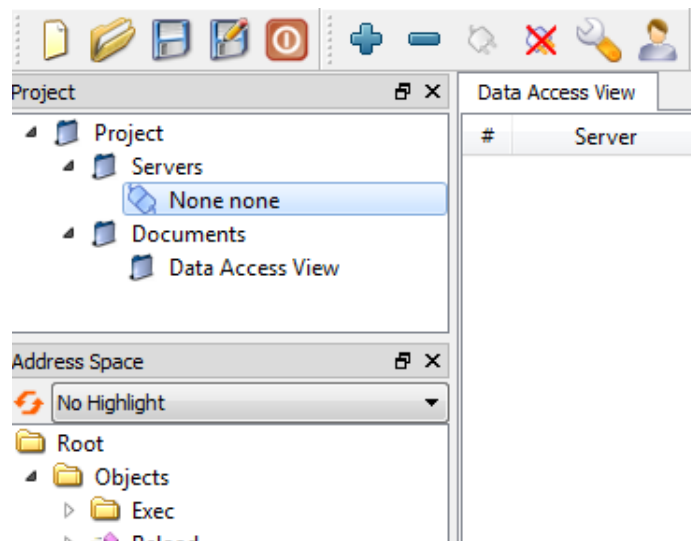 Project
Data Access View
Project
# Server
Servers
None none
Documents
Data Access View
Address Space
No Highlight
Root
Objects
Exec
Reload